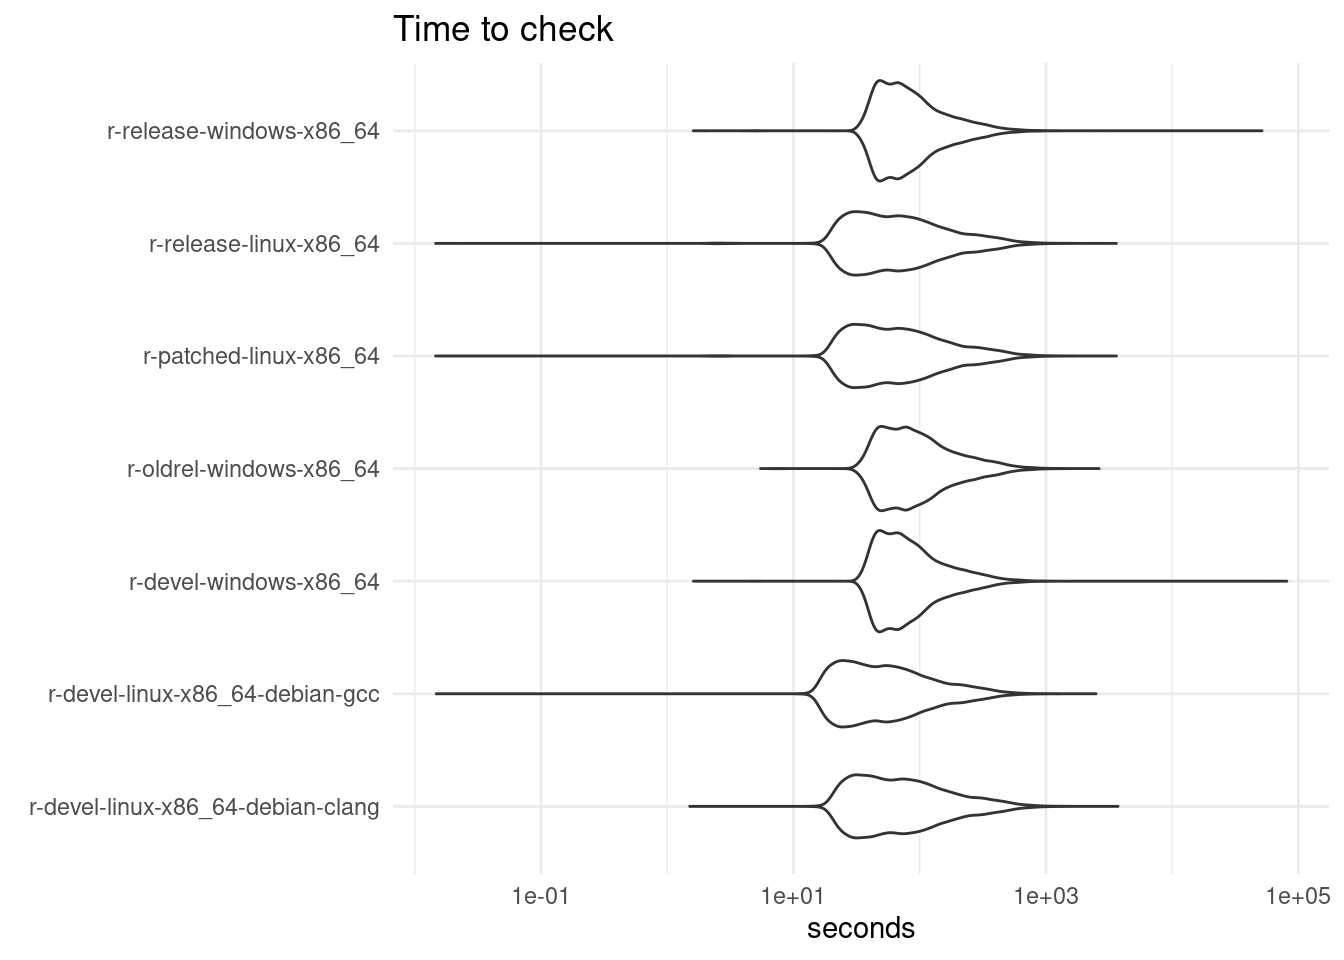 Time to check
r-release-windows-x86_64
r-release-linux-x86_64
r-patched-linux-x86_64
r-oldrel-windows-x86_64
r-devel-windows-x86_64
r-devel-linux-x86_64-debian-gcc
r-devel-linux-x86_64-debian-clang
1e-01 1e+01 1e+03 1e+05
seconds